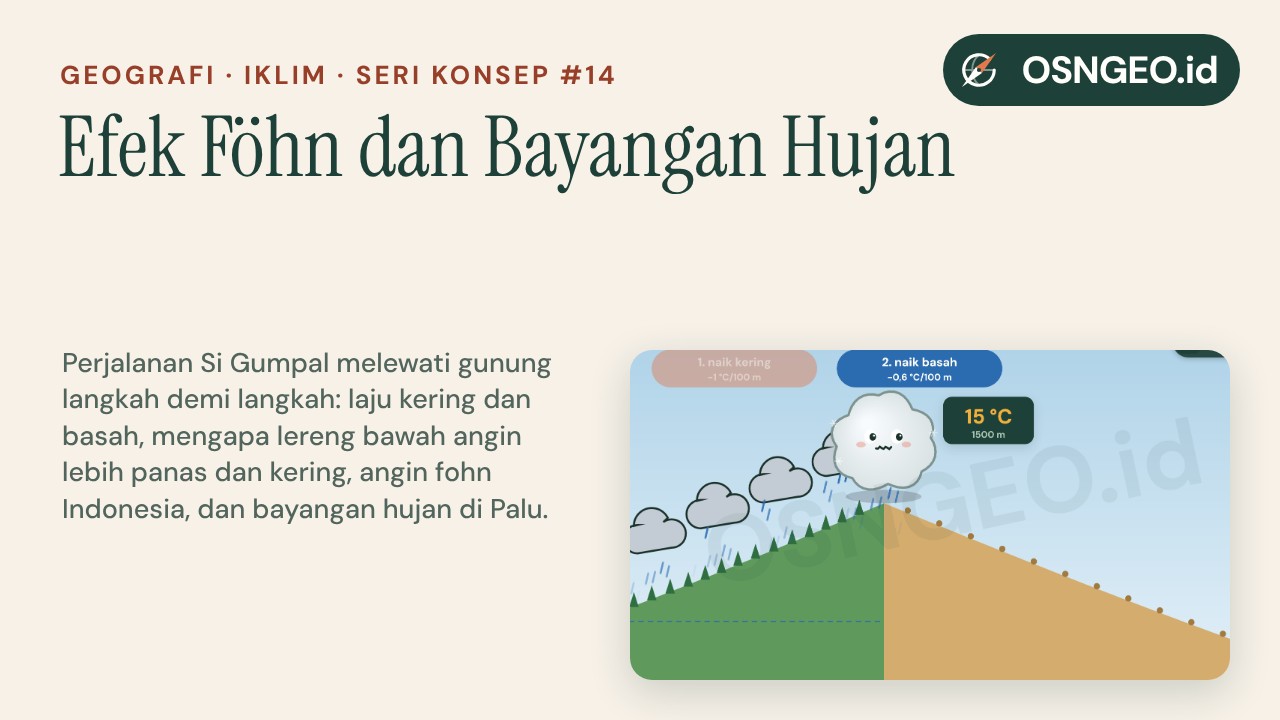 GEOGRAFI · IKLIM · SERI KONSEP #14
OSNGEO.id
Efek Föhn dan Bayangan Hujan
Perjalanan Si Gumpal melewati gunung
langkah demi langkah: laju kering dan
basah, mengapa lereng bawah angin
lebih panas dan kering, angin fohn
Indonesia, dan bayangan hujan di Palu.
1. naik kering
−1 °C/100 m
2. naik basah
−0,6 °C/100 m
15 °C
1500 m
OSNGEO.id